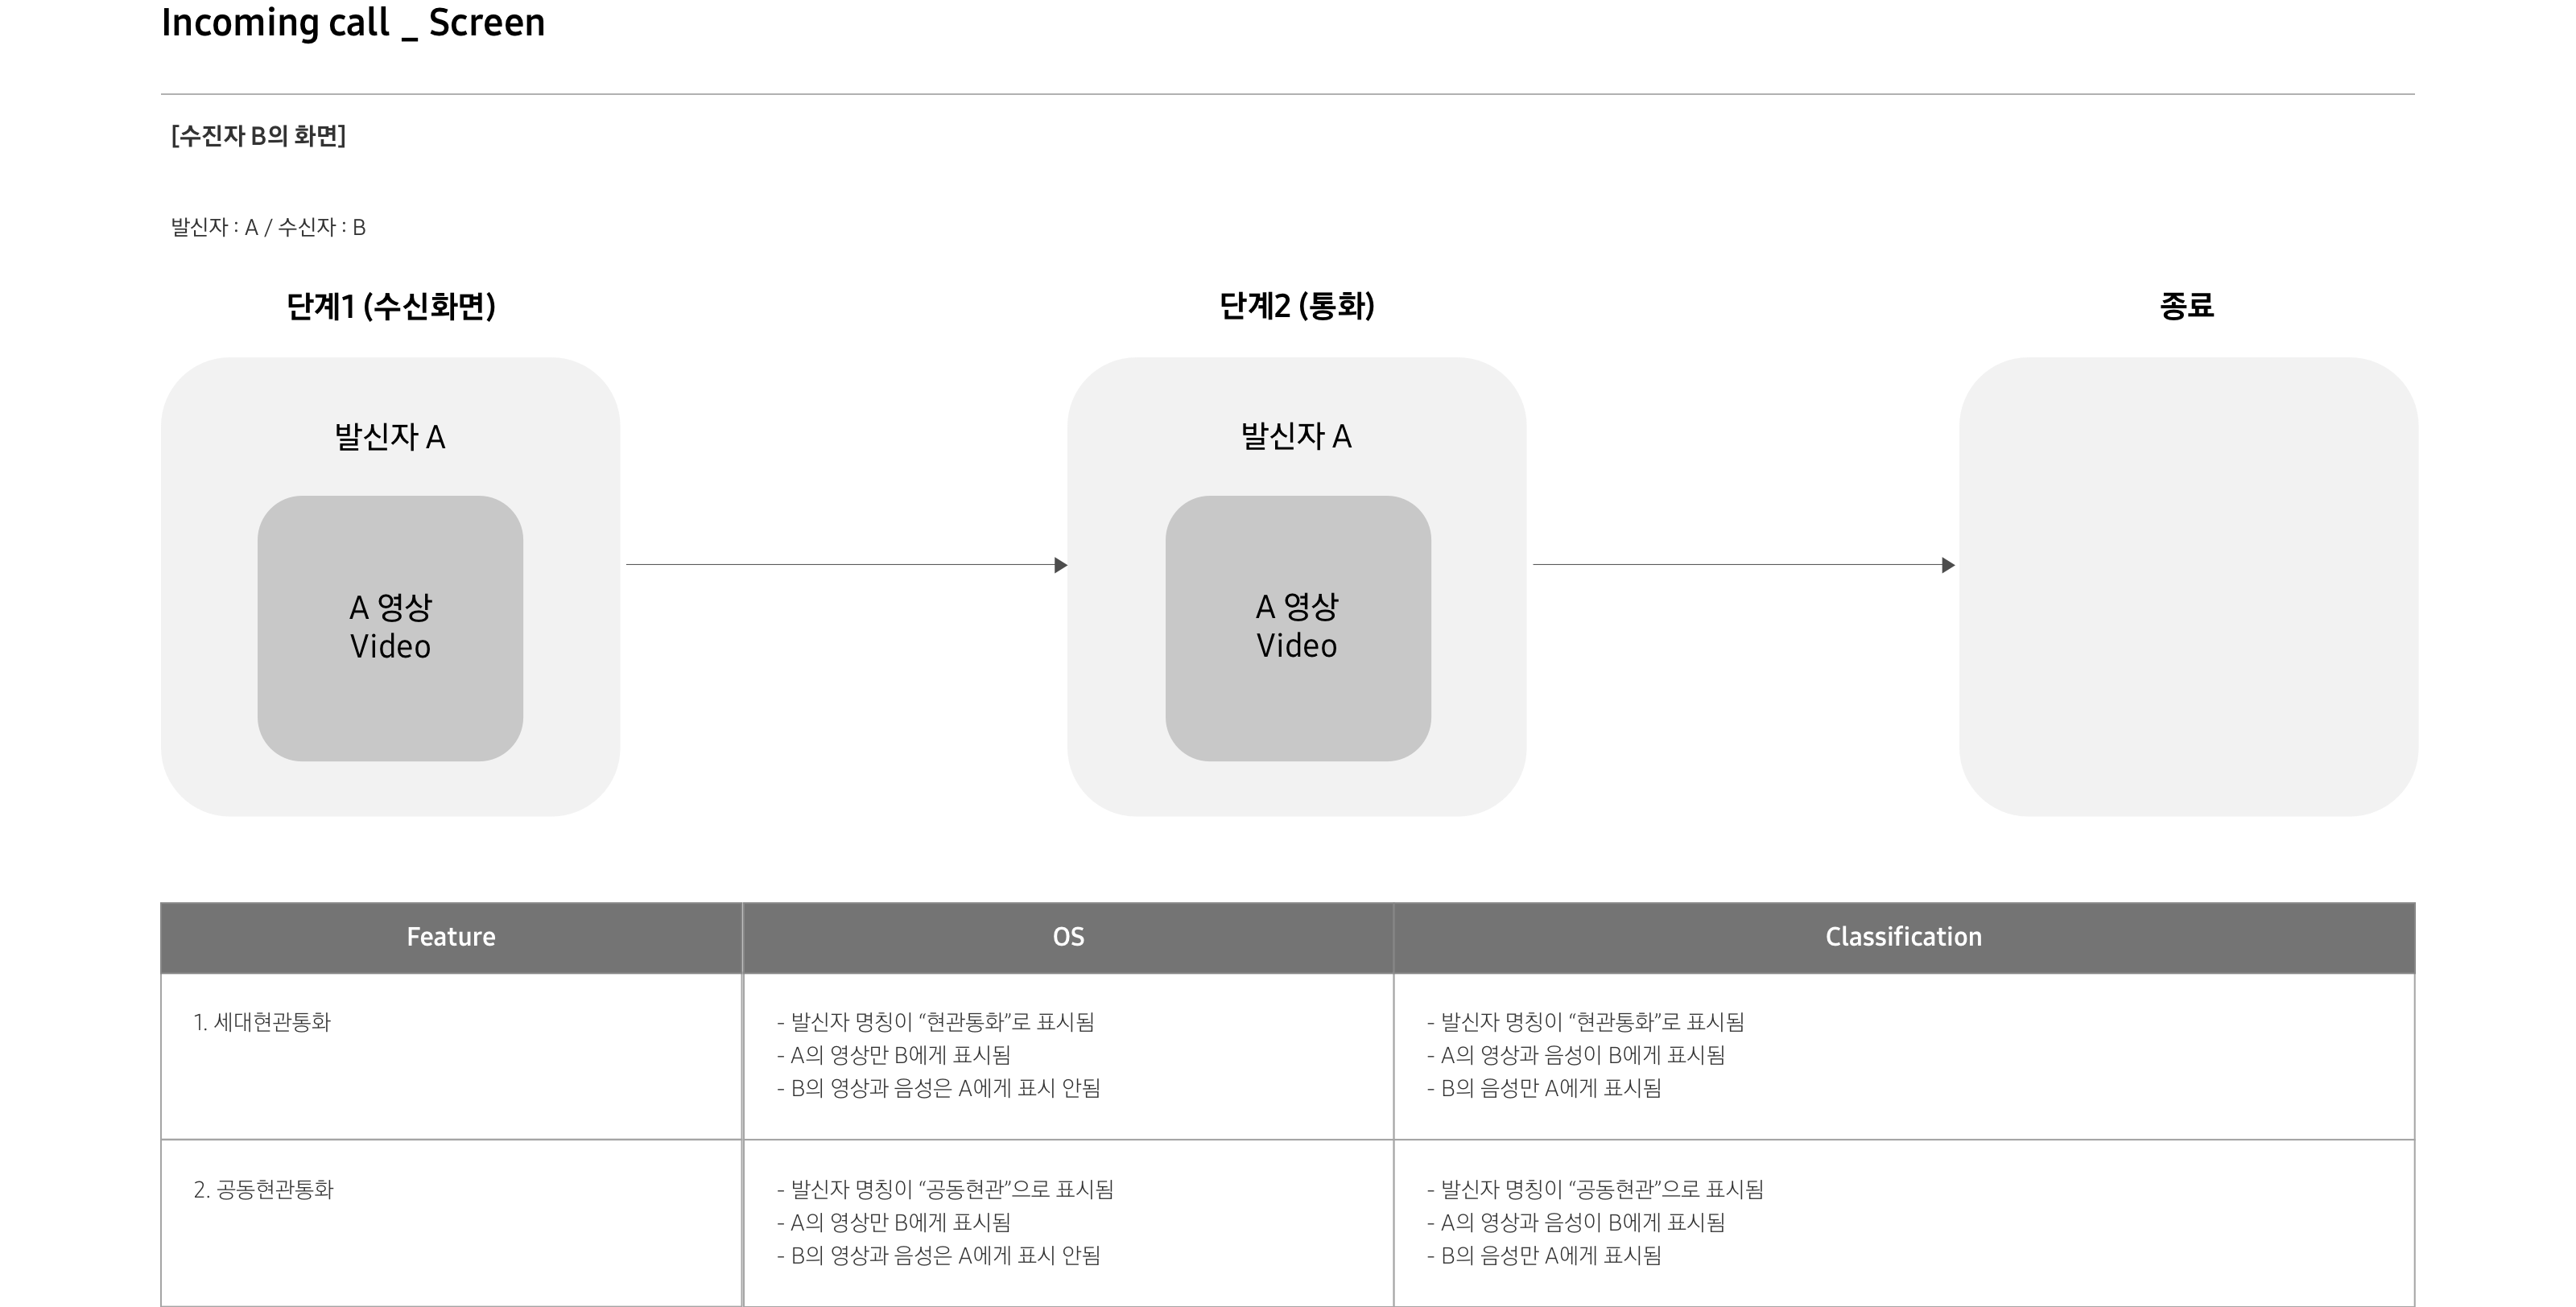 Incoming call _ Screen
[수진자 B의 화면]
발신자 : A / 수신자 : B
단계1 (수신화면)
단계2 (통화)
종료
발신자 A
A 영상
Video
발신자 A
A 영상
Video
Feature
OS
Classification
1. 세대현관통화
- 발신자 명칭이 “현관통화”로 표시됨
- A의 영상만 B에게 표시됨
- B의 영상과 음성은 A에게 표시 안됨
- 발신자 명칭이 “현관통화”로 표시됨
- A의 영상과 음성이 B에게 표시됨
- B의 음성만 A에게 표시됨
2. 공동현관통화
- 발신자 명칭이 “공동현관”으로 표시됨
- A의 영상만 B에게 표시됨
- B의 영상과 음성은 A에게 표시 안됨
- 발신자 명칭이 “공동현관”으로 표시됨
- A의 영상과 음성이 B에게 표시됨
- B의 음성만 A에게 표시됨